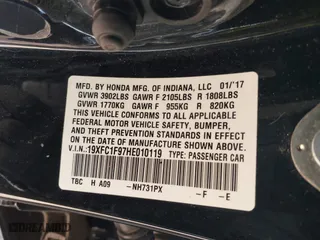 MFD. BY HONDA MFG. OF INDIANA, LLC 01/'17
GVWR 3902LBS GAWR F 2105LBS R 1808LBS
GVWR 1770KG GAWR F 955KG R 820KG
THIS VEHICLE CONFORMS TO ALL APPLICABLE
FEDERAL MOTOR VEHICLE SAFETY, BUMPER,
AND THEFT PREVENTION STANDARDS IN EFFECT
ON THE DATE OF MANUFACTURE SHOWN ABOVE.
V.I.N.:19XFC1F97HE010119 TYPE: PASSENGER CAR
TBC H A09 -NH731PX -F -E